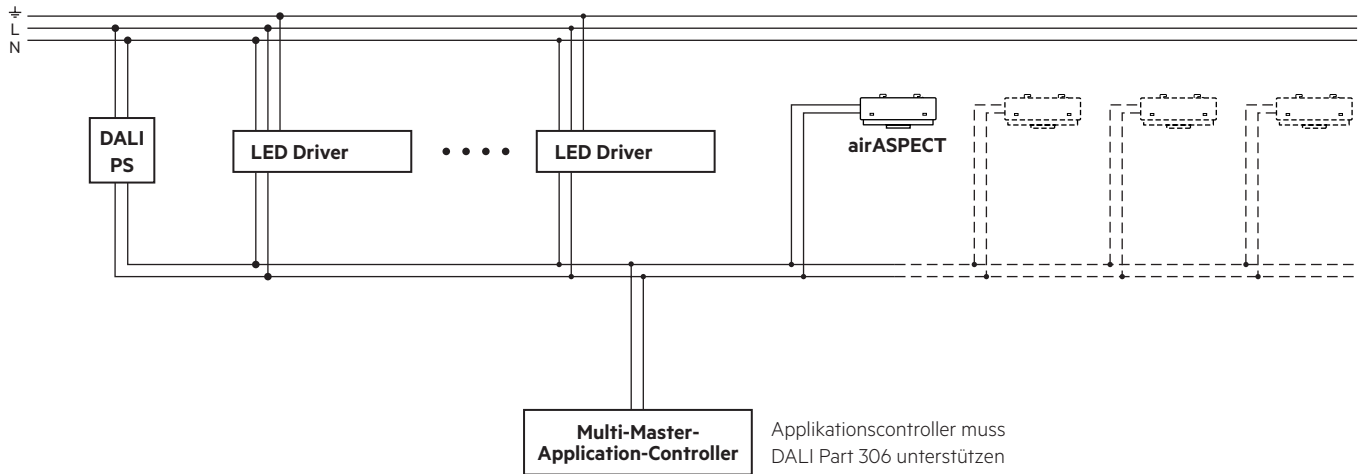 ⏚
L
N
DALI
PS
LED Driver
LED Driver
airASPECT
Multi-Master-
Application-Controller
Applikationscontroller muss
DALI Part 306 unterstützen